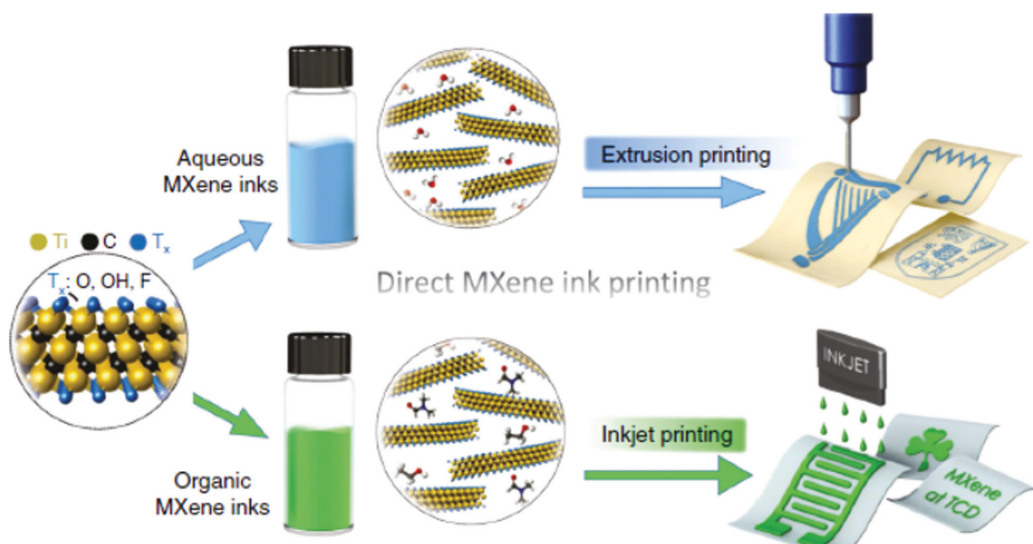 Aqueous
MXene inks
Extrusion printing
Ti C Tₓ
Tₓ: O, OH, F
Direct MXene ink printing
INKJET
Inkjet printing
Organic
MXene inks
MXene
at TCD